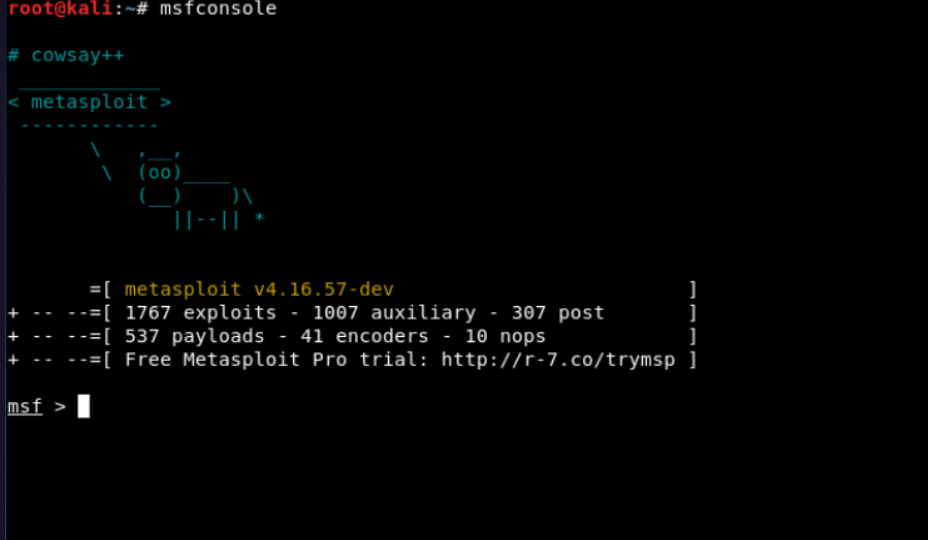 root@kali:~# msfconsole
# cowsay++
 ____________
< metasploit >
 ------------
       \   ,__,
        \  (oo)____
           (__)    )\
              ||--|| *
       =[ metasploit v4.16.57-dev                         ]
+ -- --=[ 1767 exploits - 1007 auxiliary - 307 post       ]
+ -- --=[ 537 payloads - 41 encoders - 10 nops            ]
+ -- --=[ Free Metasploit Pro trial: http://r-7.co/trymsp ]
msf >